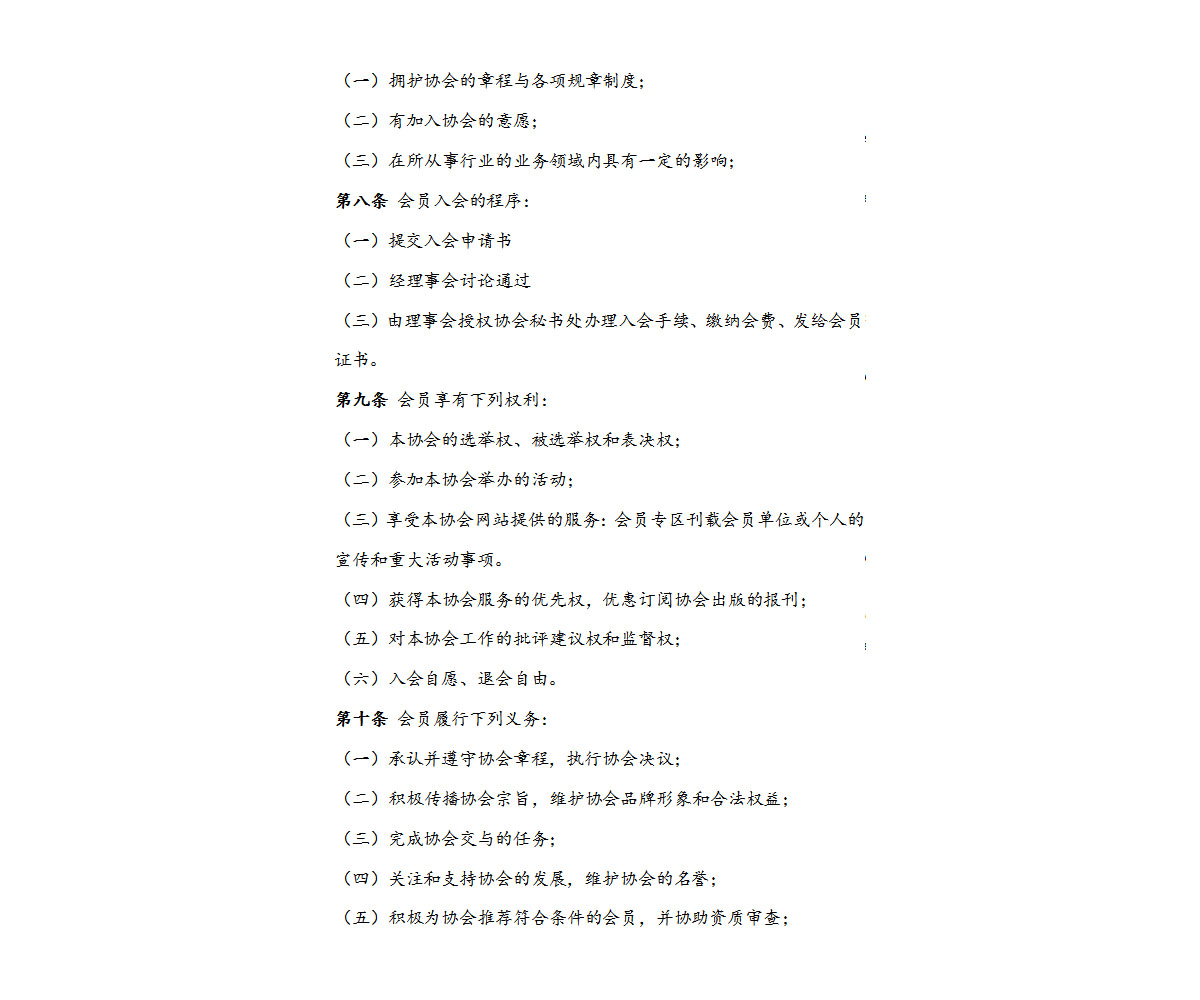 （一）拥护协会的章程与各项规章制度；
（二）有加入协会的意愿；
（三）在所从事行业的业务领域内具有一定的影响；
第八条 会员入会的程序：
（一）提交入会申请书
（二）经理事会讨论通过
（三）由理事会授权协会秘书处办理入会手续、缴纳会费、发给会员
证书。
第九条 会员享有下列权利：
（一）本协会的选举权、被选举权和表决权；
（二）参加本协会举办的活动；
（三）享受本协会网站提供的服务：会员专区刊载会员单位或个人的
宣传和重大活动事项。
（四）获得本协会服务的优先权，优惠订阅协会出版的报刊；
（五）对本协会工作的批评建议权和监督权；
（六）入会自愿、退会自由。
第十条 会员履行下列义务：
（一）承认并遵守协会章程，执行协会决议；
（二）积极传播协会宗旨，维护协会品牌形象和合法权益；
（三）完成协会交与的任务；
（四）关注和支持协会的发展，维护协会的名誉；
（五）积极为协会推荐符合条件的会员，并协助资质审查；